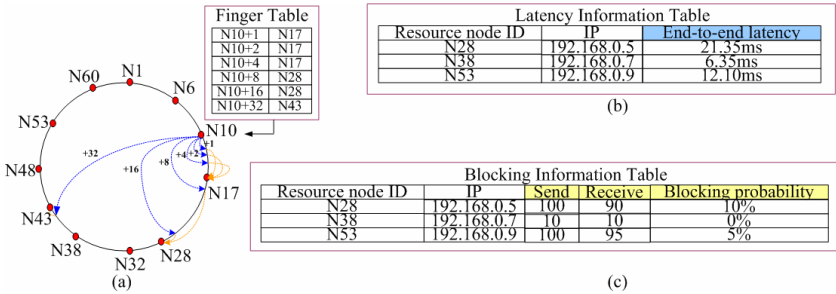 Finger Table
N10+1 N17
N10+2 N17
N10+4 N17
N10+8 N28
N10+16 N28
N10+32 N43
N1
N6
N10
N17
N28
N32
N38
N43
N48
N53
N60
+1
+2
+4
+8
+16
+32
(a)
Latency Information Table
Resource node ID IP End-to-end latency
N28 192.168.0.5 21.35ms
N38 192.168.0.7 6.35ms
N53 192.168.0.9 12.10ms
(b)
Blocking Information Table
Resource node ID IP Send Receive Blocking probability
N28 192.168.0.5 100 90 10%
N38 192.168.0.7 10 10 0%
N53 192.168.0.9 100 95 5%
(c)